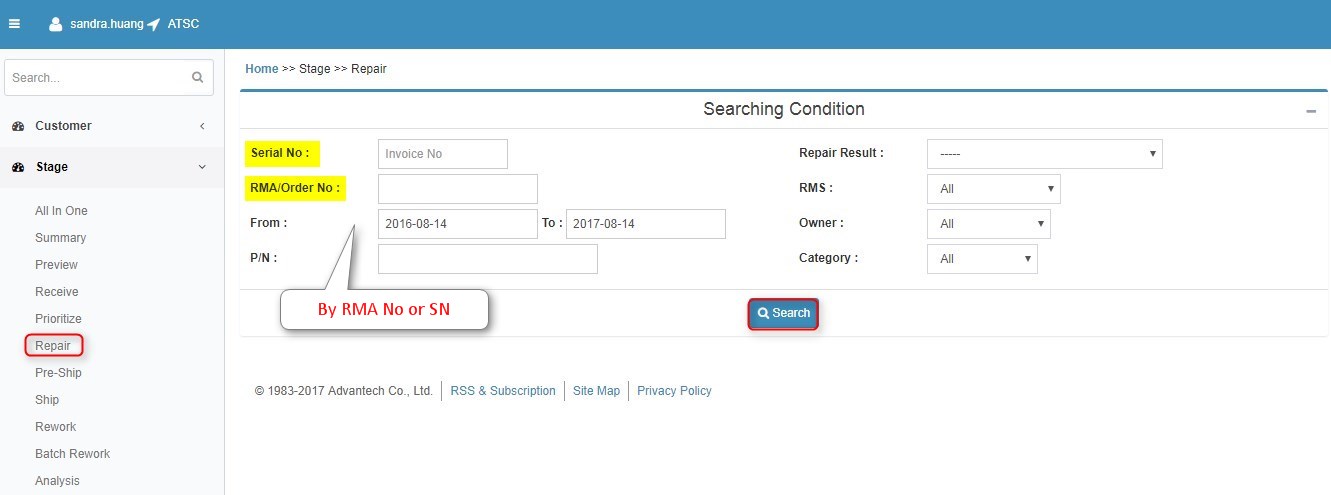 sandra.huang ATSC
Search...
Customer
Stage
All In One
Summary
Preview
Receive
Prioritize
Repair
Pre-Ship
Ship
Rework
Batch Rework
Analysis
Home >> Stage >> Repair
Searching Condition
Serial No : Invoice No Repair Result : -----
RMA/Order No : RMS : All
From : 2016-08-14 To : 2017-08-14 Owner : All
P/N : Category : All
By RMA No or SN
Search
© 1983-2017 Advantech Co., Ltd. RSS & Subscription Site Map Privacy Policy